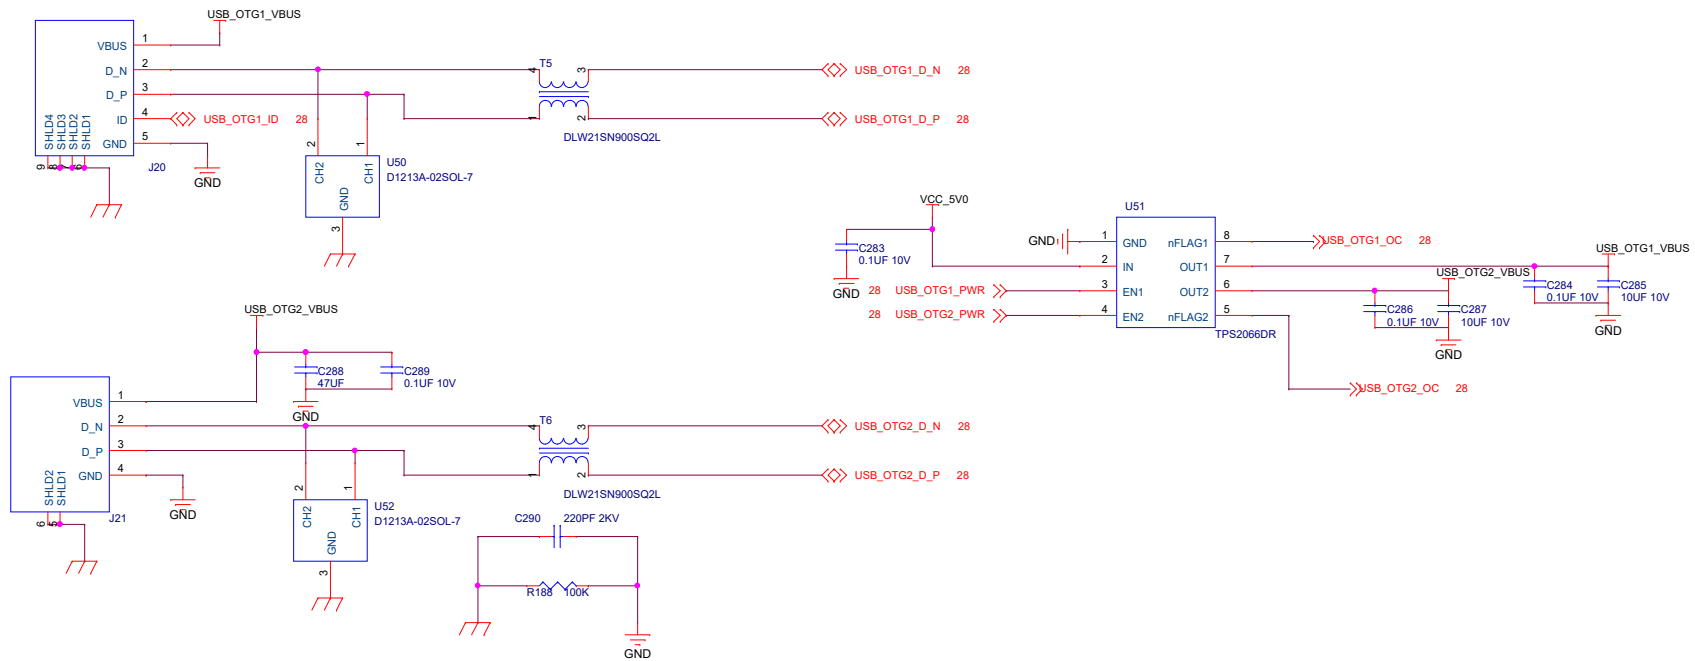 USB_OTG1_VBUS
VBUS 1
D_N 2
D_P 3
ID 4
GND 5
USB_OTG1_ID 28
SHLD4
SHLD3
SHLD2
SHLD1
9
8
7
6
J20
GND
T5
4
3
1
2
DLW21SN900SQ2L
USB_OTG1_D_N 28
USB_OTG1_D_P 28
2
1
CH2
GND
CH1
3
U50
D1213A-02SOL-7
VCC_5V0
C283
0.1UF 10V
GND
GND
28 USB_OTG1_PWR
28 USB_OTG2_PWR
U51
1 GND nFLAG1 8
2 IN OUT1 7
3 EN1 OUT2 6
4 EN2 nFLAG2 5
TPS2066DR
USB_OTG1_OC 28
USB_OTG1_VBUS
USB_OTG2_VBUS
C284
0.1UF 10V
C285
10UF 10V
GND
C286
0.1UF 10V
C287
10UF 10V
GND
USB_OTG2_OC 28
USB_OTG2_VBUS
C288
47UF
C289
0.1UF 10V
GND
VBUS 1
D_N 2
D_P 3
GND 4
SHLD2
SHLD1
6
5
J21
GND
T6
4
3
1
2
DLW21SN900SQ2L
USB_OTG2_D_N 28
USB_OTG2_D_P 28
2
1
CH2
GND
CH1
3
U52
D1213A-02SOL-7
C290 220PF 2KV
R188 100K
GND